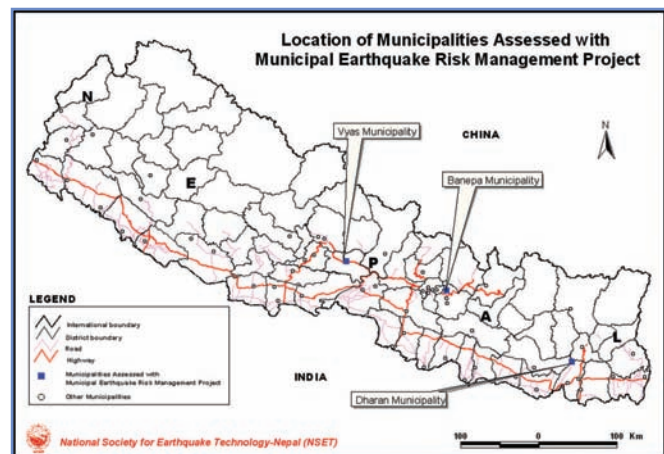 Location of Municipalities Assessed with
Municipal Earthquake Risk Management Project
N
Vyas Municipality
CHINA
N
Banepa Municipality
E
P
A
L
LEGEND
International boundary
District boundary
Road
Highway
Municipalities Assessed with
Municipal Earthquake Risk Management Project
Other Municipalities
INDIA
Dharan Municipality
National Society for Earthquake Technology-Nepal (NSET)
100 0 100 Km